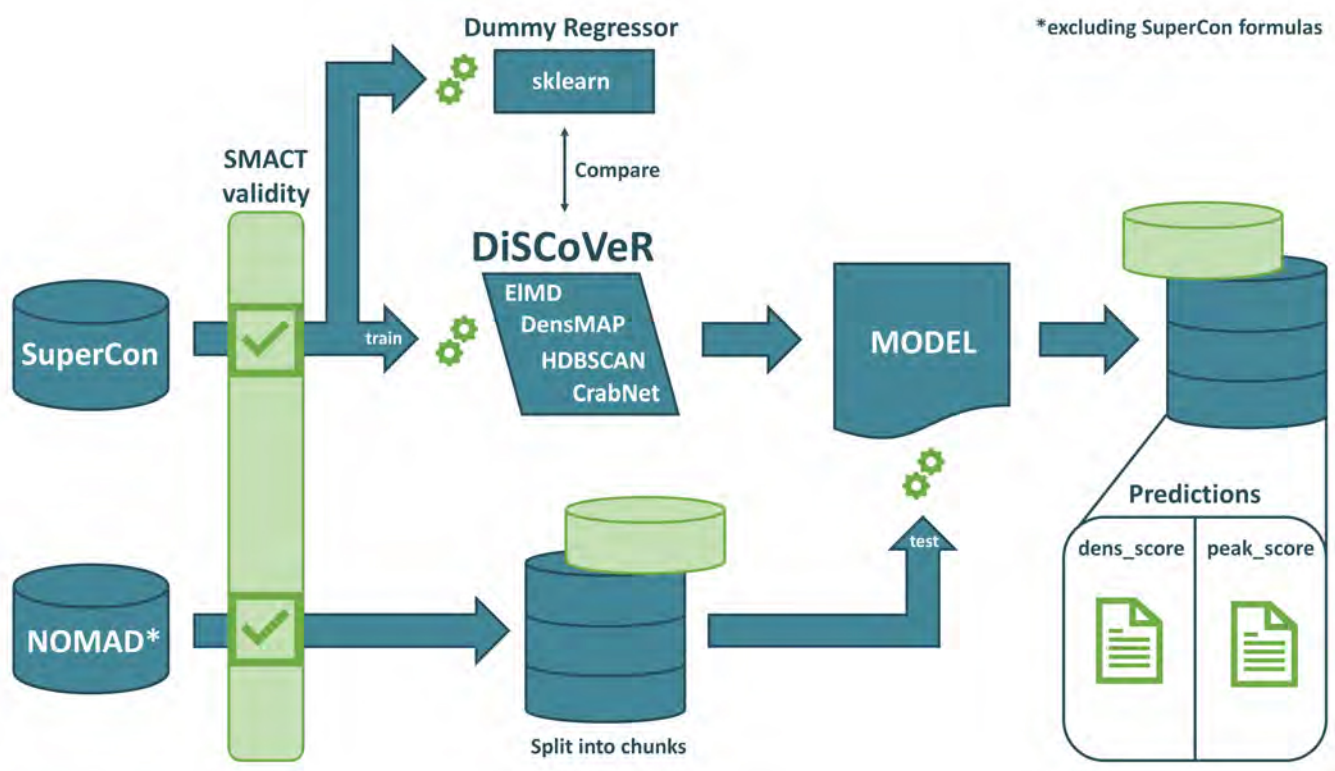 Dummy Regressor
*excluding SuperCon formulas
sklearn
SMACT
validity
Compare
DiSCoVeR
SuperCon
train
ElMD
DensMAP
HDBSCAN
CrabNet
MODEL
Predictions
dens_score
peak_score
NOMAD*
test
Split into chunks